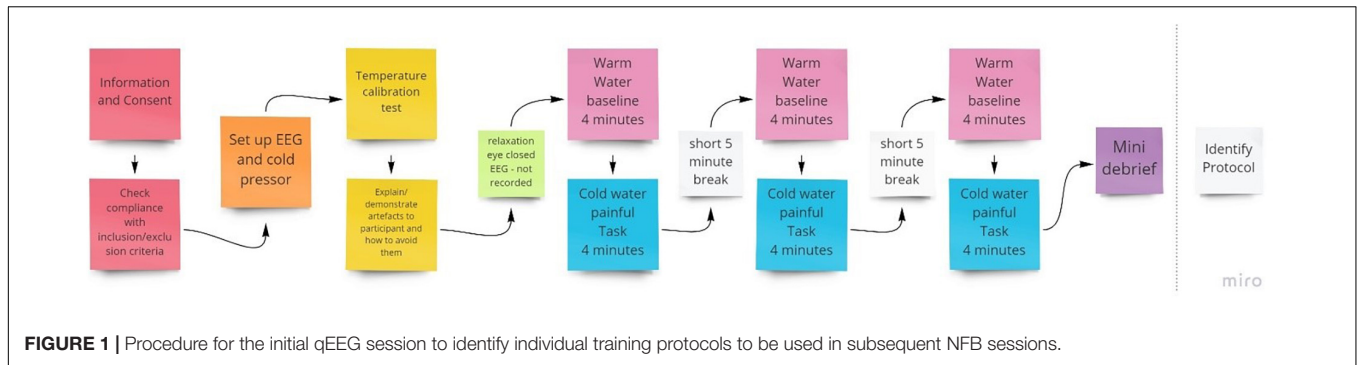 Information
and Consent
Check
compliance
with
inclusion/exclu
sion criteria
Set up EEG
and cold
pressor
Temperature
calibration
test
Explain/
demonstrate
artefacts to
participant and
how to avoid
them
relaxation
eye closed
EEG - not
recorded
Warm
Water
baseline
4 minutes
Cold water
painful
Task
4 minutes
short 5
minute
break
Warm
Water
baseline
4 minutes
Cold water
painful
Task
4 minutes
short 5
minute
break
Warm
Water
baseline
4 minutes
Cold water
painful
Task
4 minutes
Mini
debrief
Identify
Protocol
miro
FIGURE 1 | Procedure for the initial qEEG session to identify individual training protocols to be used in subsequent NFB sessions.